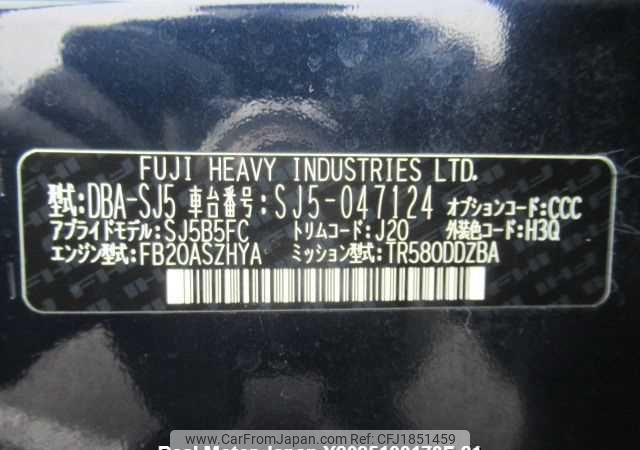 FUJI HEAVY INDUSTRIES LTD.
型式:DBA-SJ5 車台番号:SJ5-047124 オプションコード:CCC
アプライドモデル:SJ5B5FC トリムコード:J20 外装色コード:H3Q
エンジン型式:FB20ASZHYA ミッション型式:TR580DDZBA
www.CAR-FROM-JAPAN.com / CFJ1851459